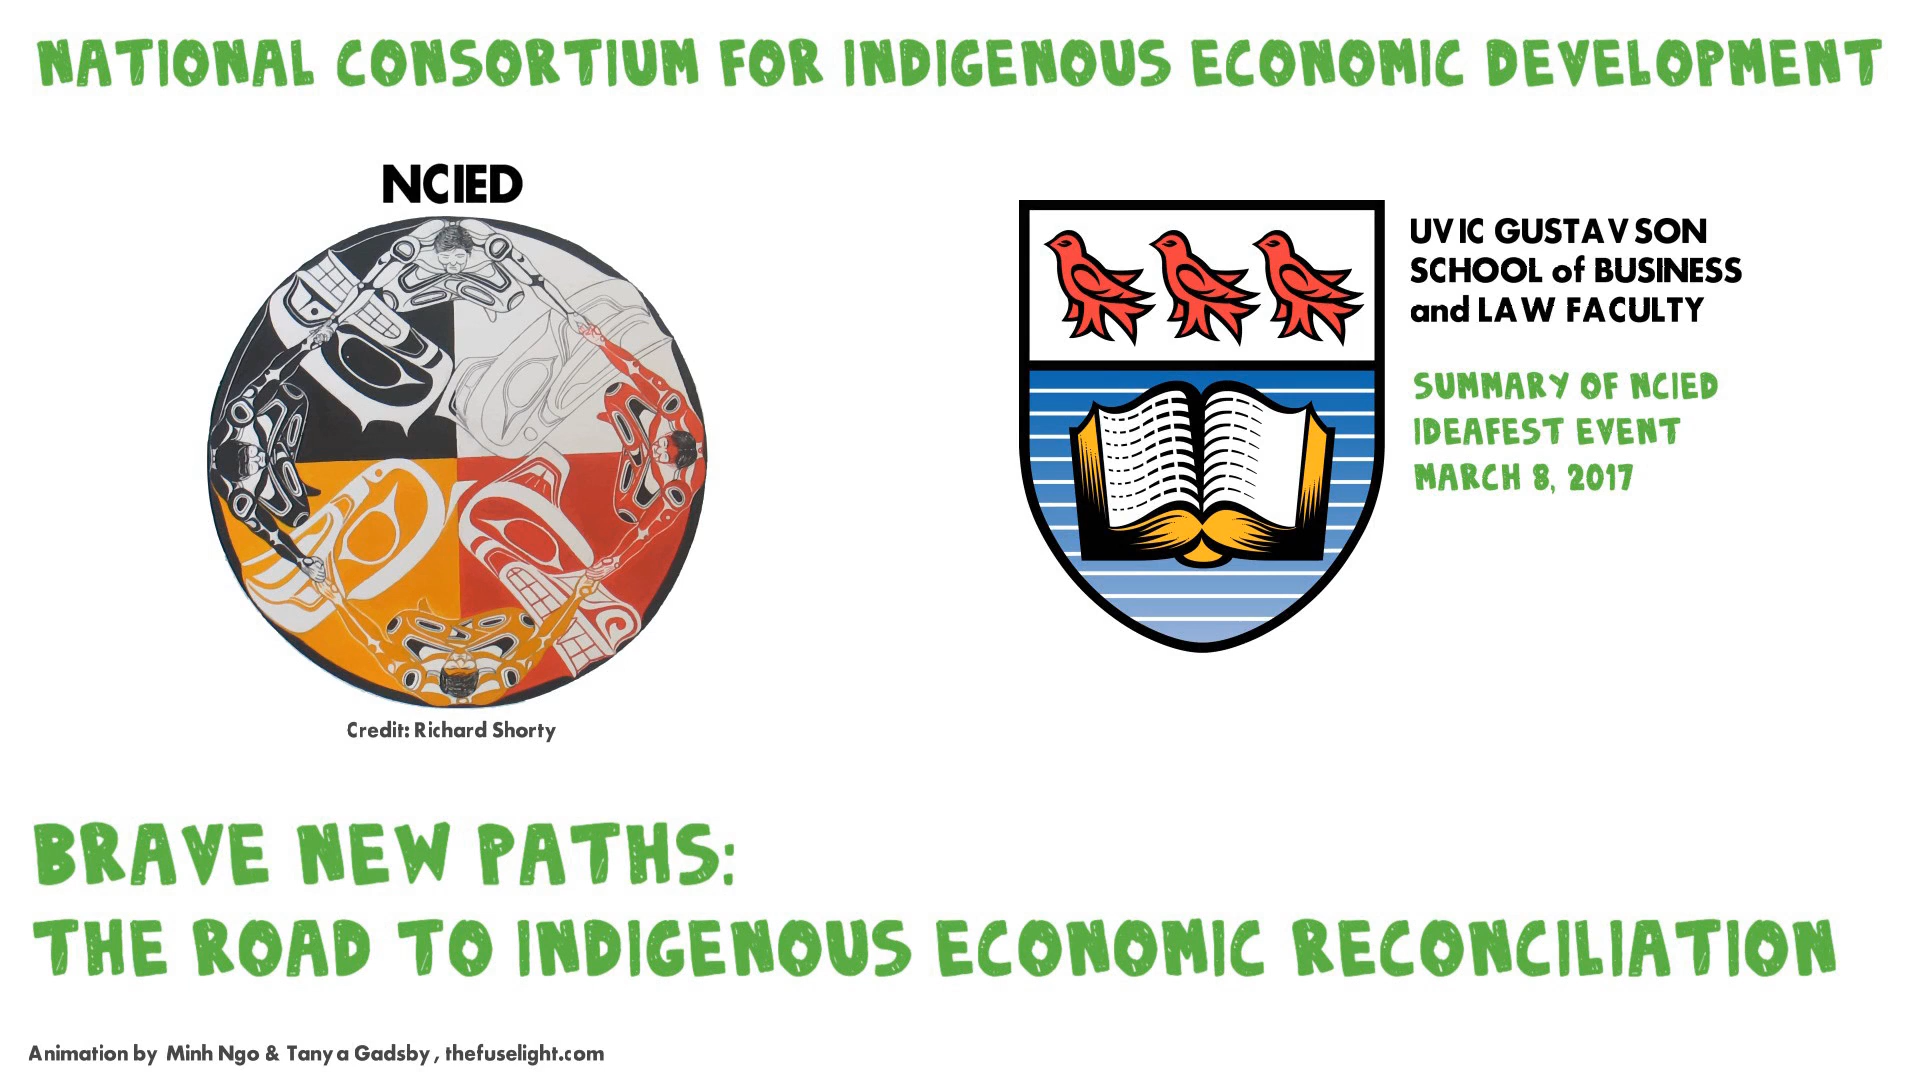 NATIONAL CONSORTIUM FOR INDIGENOUS ECONOMIC DEVELOPMENT
NCIED
Credit: Richard Shorty
UVIC GUSTAVSON
SCHOOL of BUSINESS
and LAW FACULTY
SUMMARY OF NCIED
IDEAFEST EVENT
MARCH 8, 2017
BRAVE NEW PATHS:
THE ROAD TO INDIGENOUS ECONOMIC RECONCILIATION
Animation by Minh Ngo & Tanya Gadsby, thefuselight.com